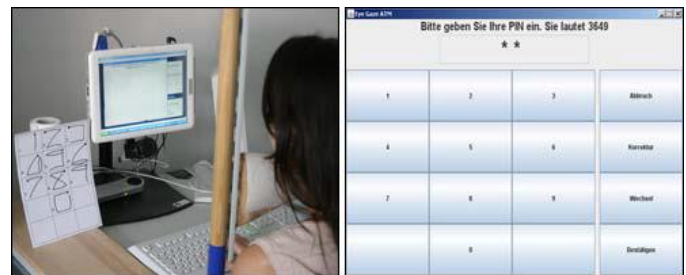 Eye Gaze ATM
Bitte geben Sie Ihre PIN ein. Sie lautet 3649
* *
1 2 3 Abbruch
4 5 6 Korrektur
7 8 9 Wechsel
0 Bestätigen